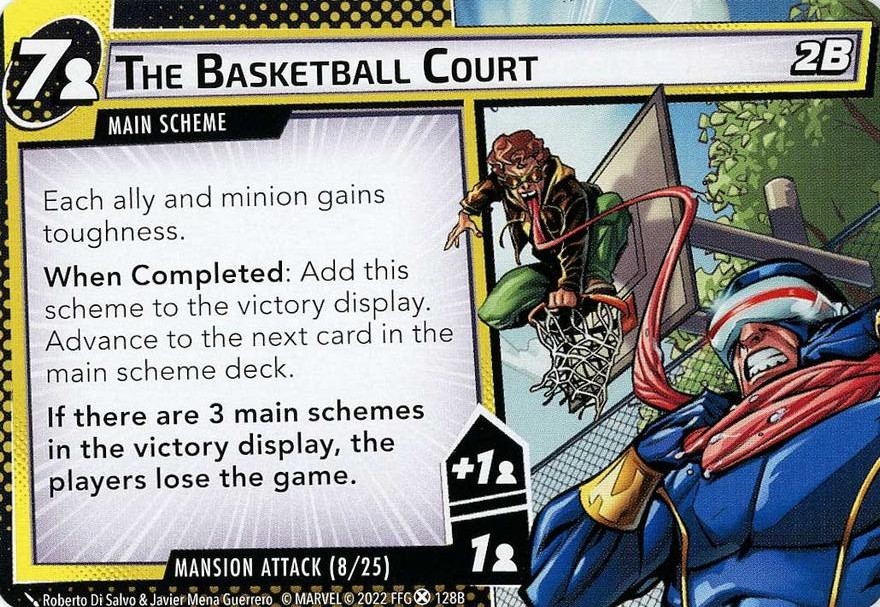 7
THE BASKETBALL COURT
2B
MAIN SCHEME
Each ally and minion gains
toughness.
When Completed: Add this
scheme to the victory display.
Advance to the next card in the
main scheme deck.
If there are 3 main schemes
in the victory display, the
players lose the game.
+1
1
MANSION ATTACK (8/25)
Roberto Di Salvo & Javier Mena Guerrero © MARVEL © 2022 FFG 128B